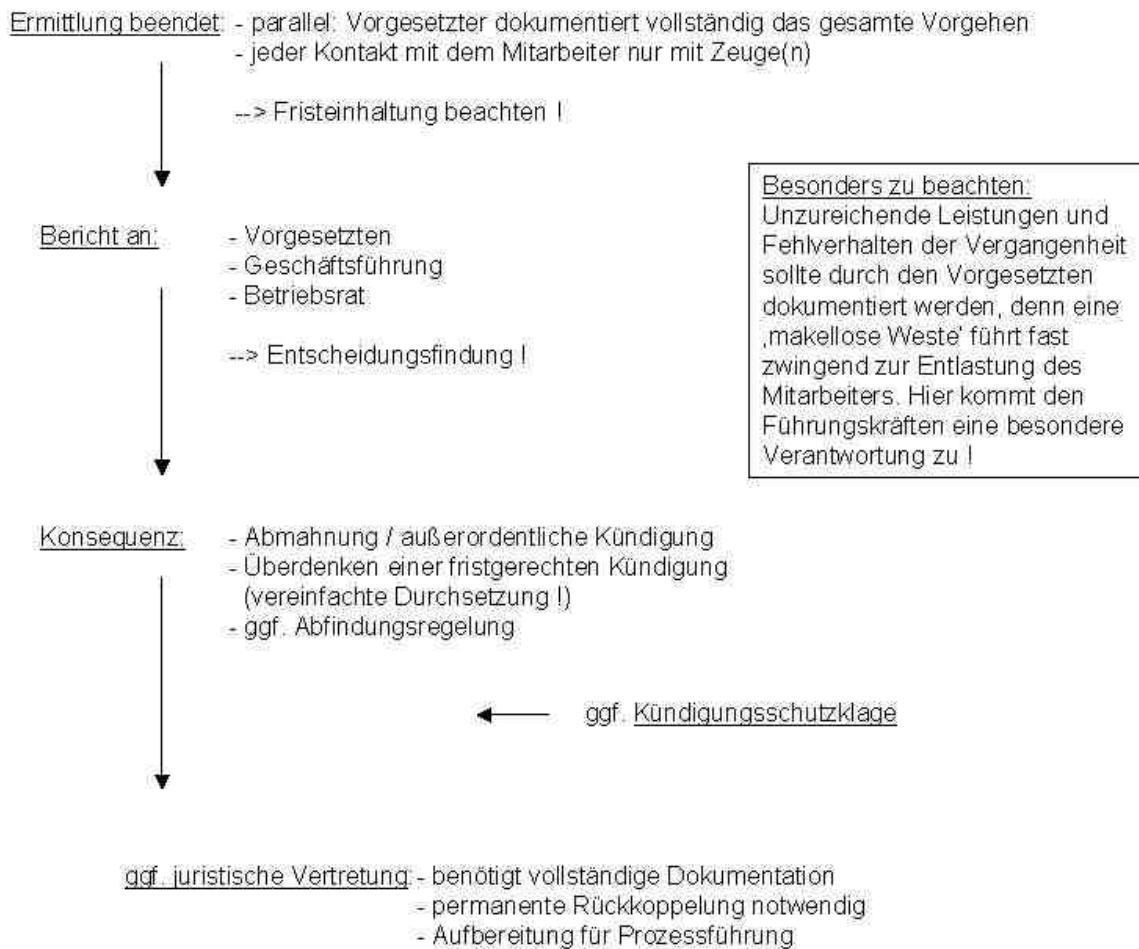 Ermittlung beendet: - parallel: Vorgesetzter dokumentiert vollständig das gesamte Vorgehen
- jeder Kontakt mit dem Mitarbeiter nur mit Zeuge(n)
--> Fristeinhaltung beachten !
Bericht an: - Vorgesetzten
- Geschäftsführung
- Betriebsrat
--> Entscheidungsfindung !
Besonders zu beachten:
Unzureichende Leistungen und
Fehlverhalten der Vergangenheit
sollte durch den Vorgesetzten
dokumentiert werden, denn eine
‚makellose Weste' führt fast
zwingend zur Entlastung des
Mitarbeiters. Hier kommt den
Führungskräften eine besondere
Verantwortung zu !
Konsequenz: - Abmahnung / außerordentliche Kündigung
- Überdenken einer fristgerechten Kündigung
(vereinfachte Durchsetzung !)
- ggf. Abfindungsregelung
ggf. Kündigungsschutzklage
ggf. juristische Vertretung: - benötigt vollständige Dokumentation
- permanente Rückkoppelung notwendig
- Aufbereitung für Prozessführung